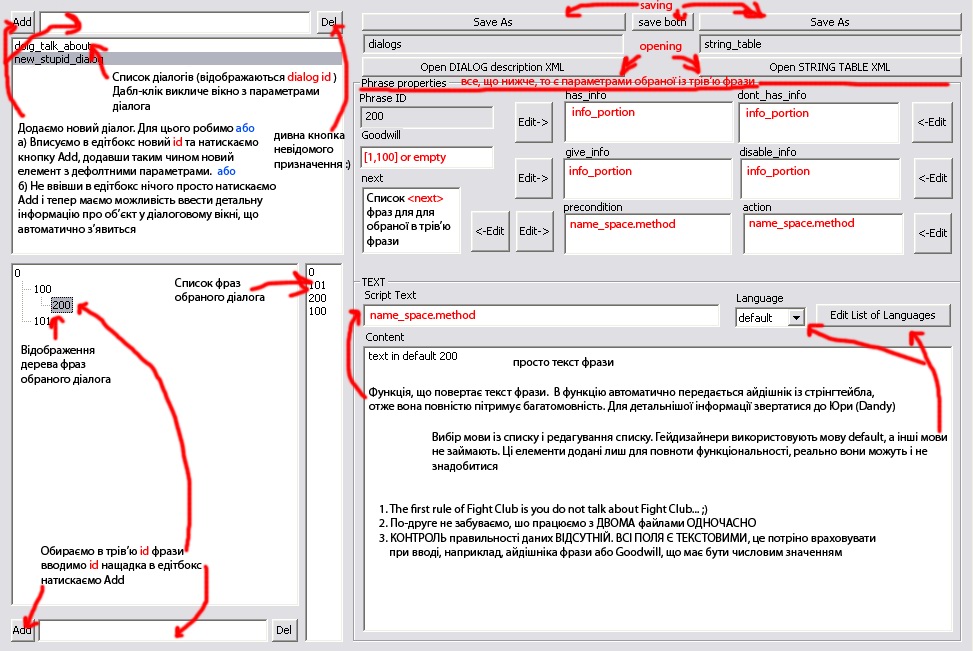 saving
Add
Del
Save As
save both
Save As
dialogs
opening
string_table
Open DIALOG description XML
Open STRING TABLE XML
new_stupid_dialog
Список діалогів (відображаються dialog id )
Дабл-клік викличе вікно з параметрами
діалога
Додаємо новий діалог. Для цього робимо або
а) Вписуємо в едітбокс новий id та натискаємо
кнопку Add, додавши таким чином новий
елемент з дефолтними параметрами. або
б) Не ввівши в едітбокс нічого просто натискаємо
Add і тепер маємо можливість ввести детальну
інформацію про об'єкт у діалоговому вікні, що
автоматично з'явиться
дивна кнопка
невідомого
призначення :)
все, що нижче, то є параметрами обраної із трів'ю фрази
Phrase properties
Phrase ID
200
Goodwill
[1,100] or empty
next
Список <next>
фраз для для
обраної в трів'ю
фрази
<-Edit
Edit->
has_info
info_portion
Edit->
dont_has_info
info_portion
<-Edit
give_info
info_portion
Edit->
disable_info
info_portion
<-Edit
precondition
name_space.method
action
name_space.method
<-Edit
0
100
200
101
Список фраз
обраного діалога
0
101
200
100
Відображення
дерева фраз
обраного діалога
Обираємо в трів'ю id фрази
вводимо id нащадка в едітбокс
натискаємо Add
Add
Del
TEXT
Script Text
name_space.method
Language
default
Edit List of Languages
Content
text in default 200
просто текст фрази
Функція, що повертає текст фрази. В функцію автоматично передається айдішнік із стрінгтейбла,
отже вона повністю пітримує багатомовність. Для детальнішої інформації звертатися до Юри (Dandy)
Вибір мови із списку і редагування списку. Гейдизайнери використовують мову default, а інші мови
не займають. Ці елементи додані лиш для повноти функціональності, реально вони можуть і не
знадобитися
1. The first rule of Fight Club is you do not talk about Fight Club... ;)
2. По-друге не забуваємо, шо працюємо з ДВОМА файлами ОДНОЧАСНО
3. КОНТРОЛЬ правильності даних ВІДСУТНІЙ. ВСІ ПОЛЯ Є ТЕКСТОВИМИ, це потріно враховувати
при вводі, наприклад, айдішніка фрази або Goodwill, що має бути числовим значенням